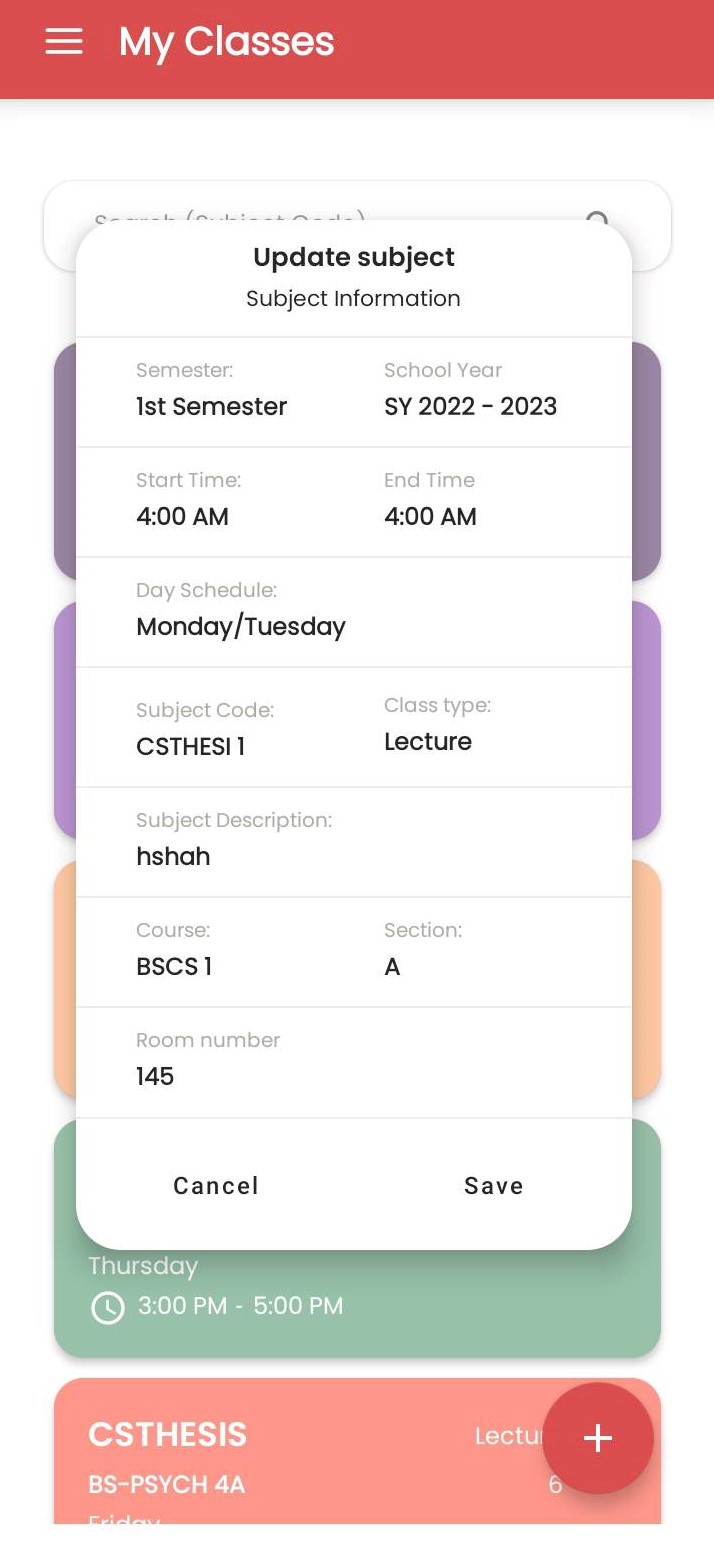 My Classes
Search (Subject Code)
Update subject
Subject Information
Semester: School Year
1st Semester SY 2022 - 2023
Start Time: End Time
4:00 AM 4:00 AM
Day Schedule:
Monday/Tuesday
Subject Code: Class type:
CSTHESI 1 Lecture
Subject Description:
hshah
Course: Section:
BSCS 1 A
Room number
145
Cancel Save
Thursday
3:00 PM - 5:00 PM
CSTHESIS
BS-PSYCH 4A 6
Friday